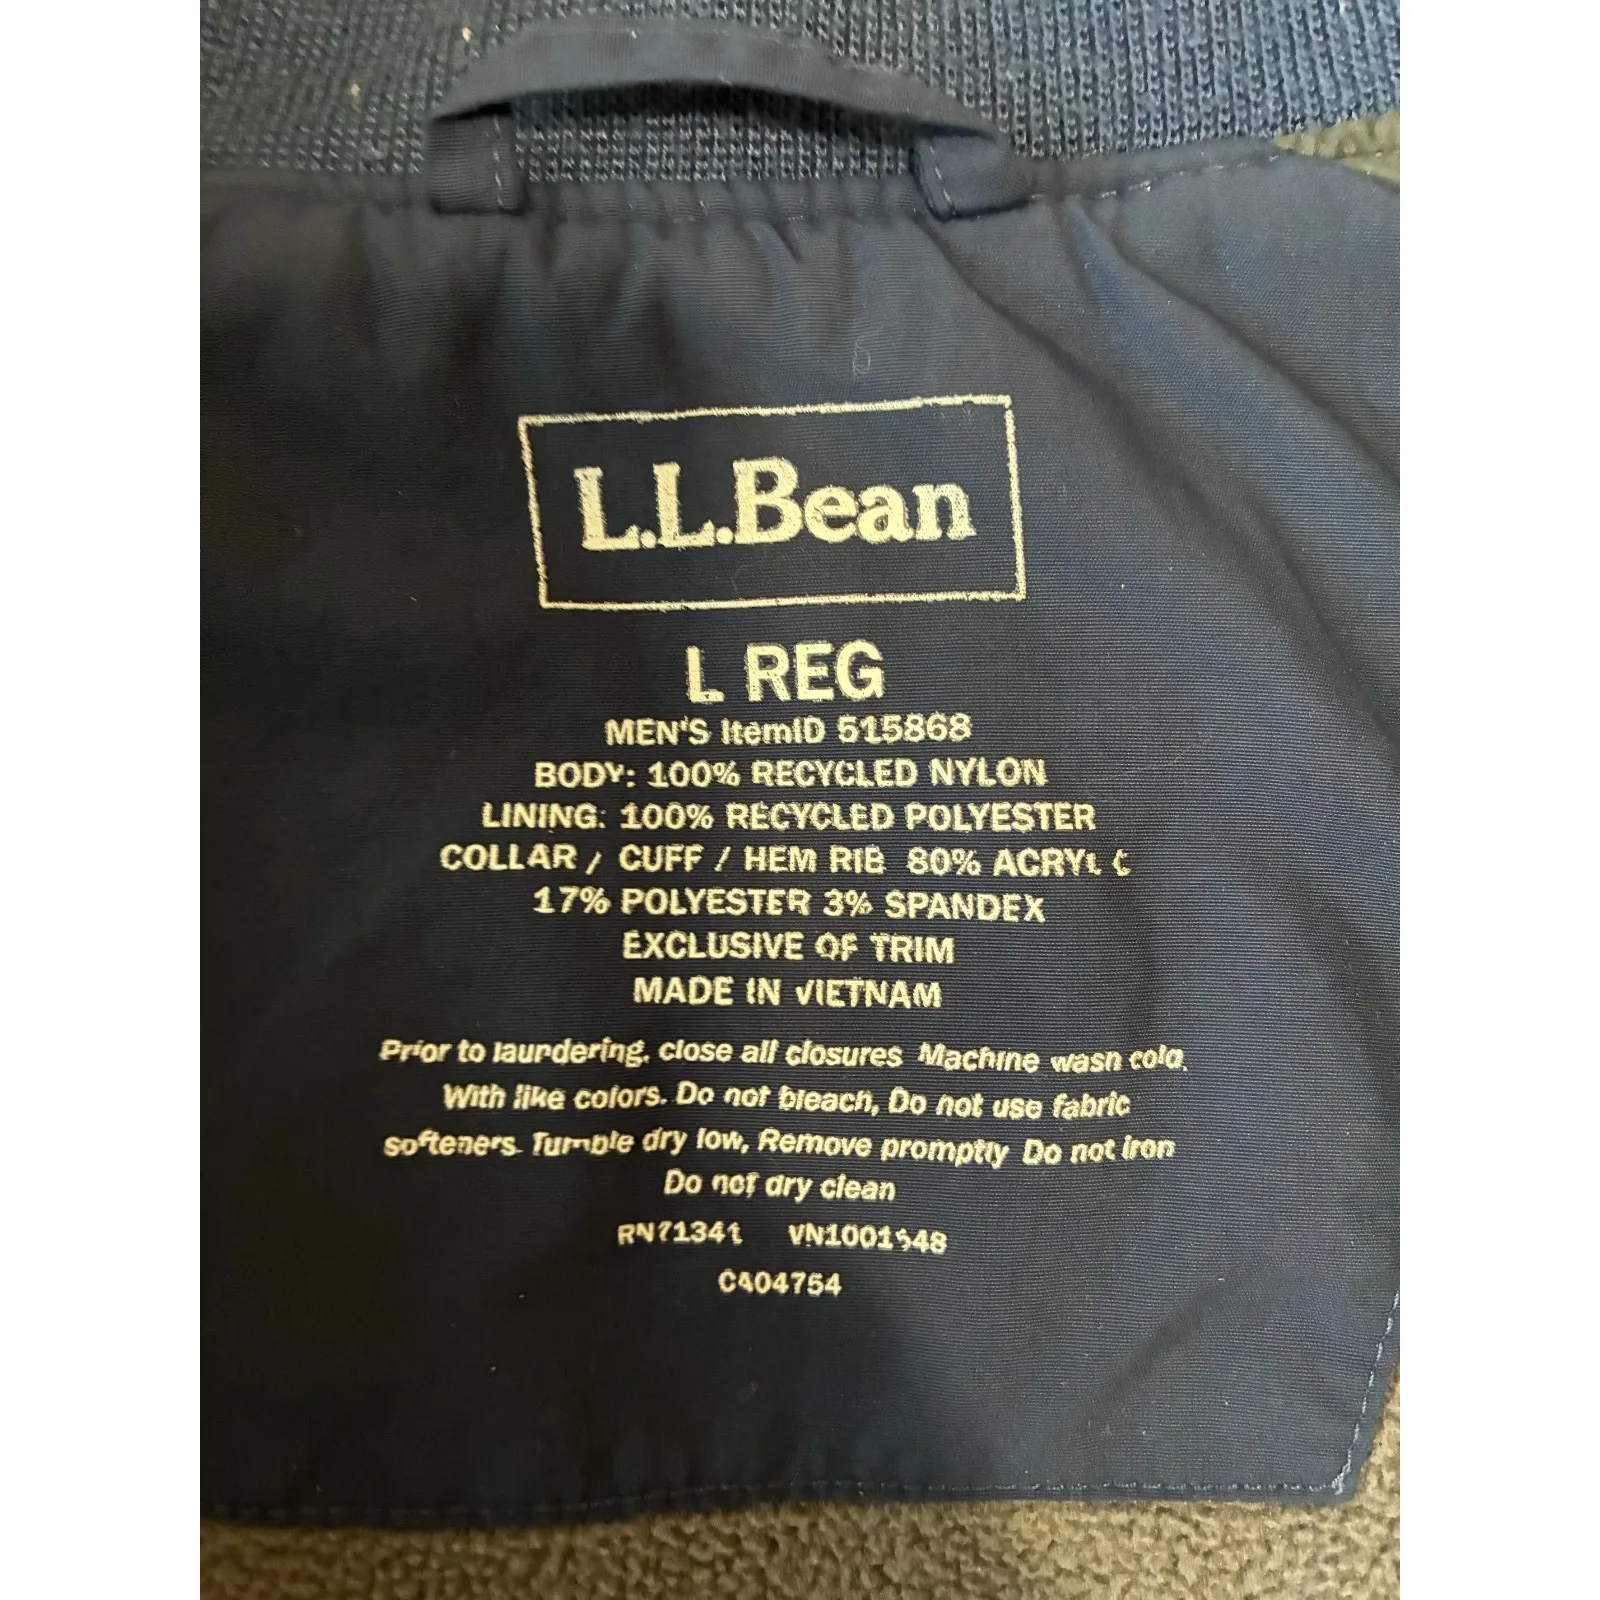 L.L.Bean
L REG
MEN'S ItemID 515868
BODY: 100% RECYCLED NYLON
LINING: 100% RECYCLED POLYESTER
COLLAR / CUFF / HEM RIB 80% ACRYLIC
17% POLYESTER 3% SPANDEX
EXCLUSIVE OF TRIM
MADE IN VIETNAM
Prior to laundering, close all closures Machine wash cold.
With like colors. Do not bleach, Do not use fabric
softeners. Tumble dry low, Remove promptly Do not iron
Do not dry clean
RN71341
CA04754